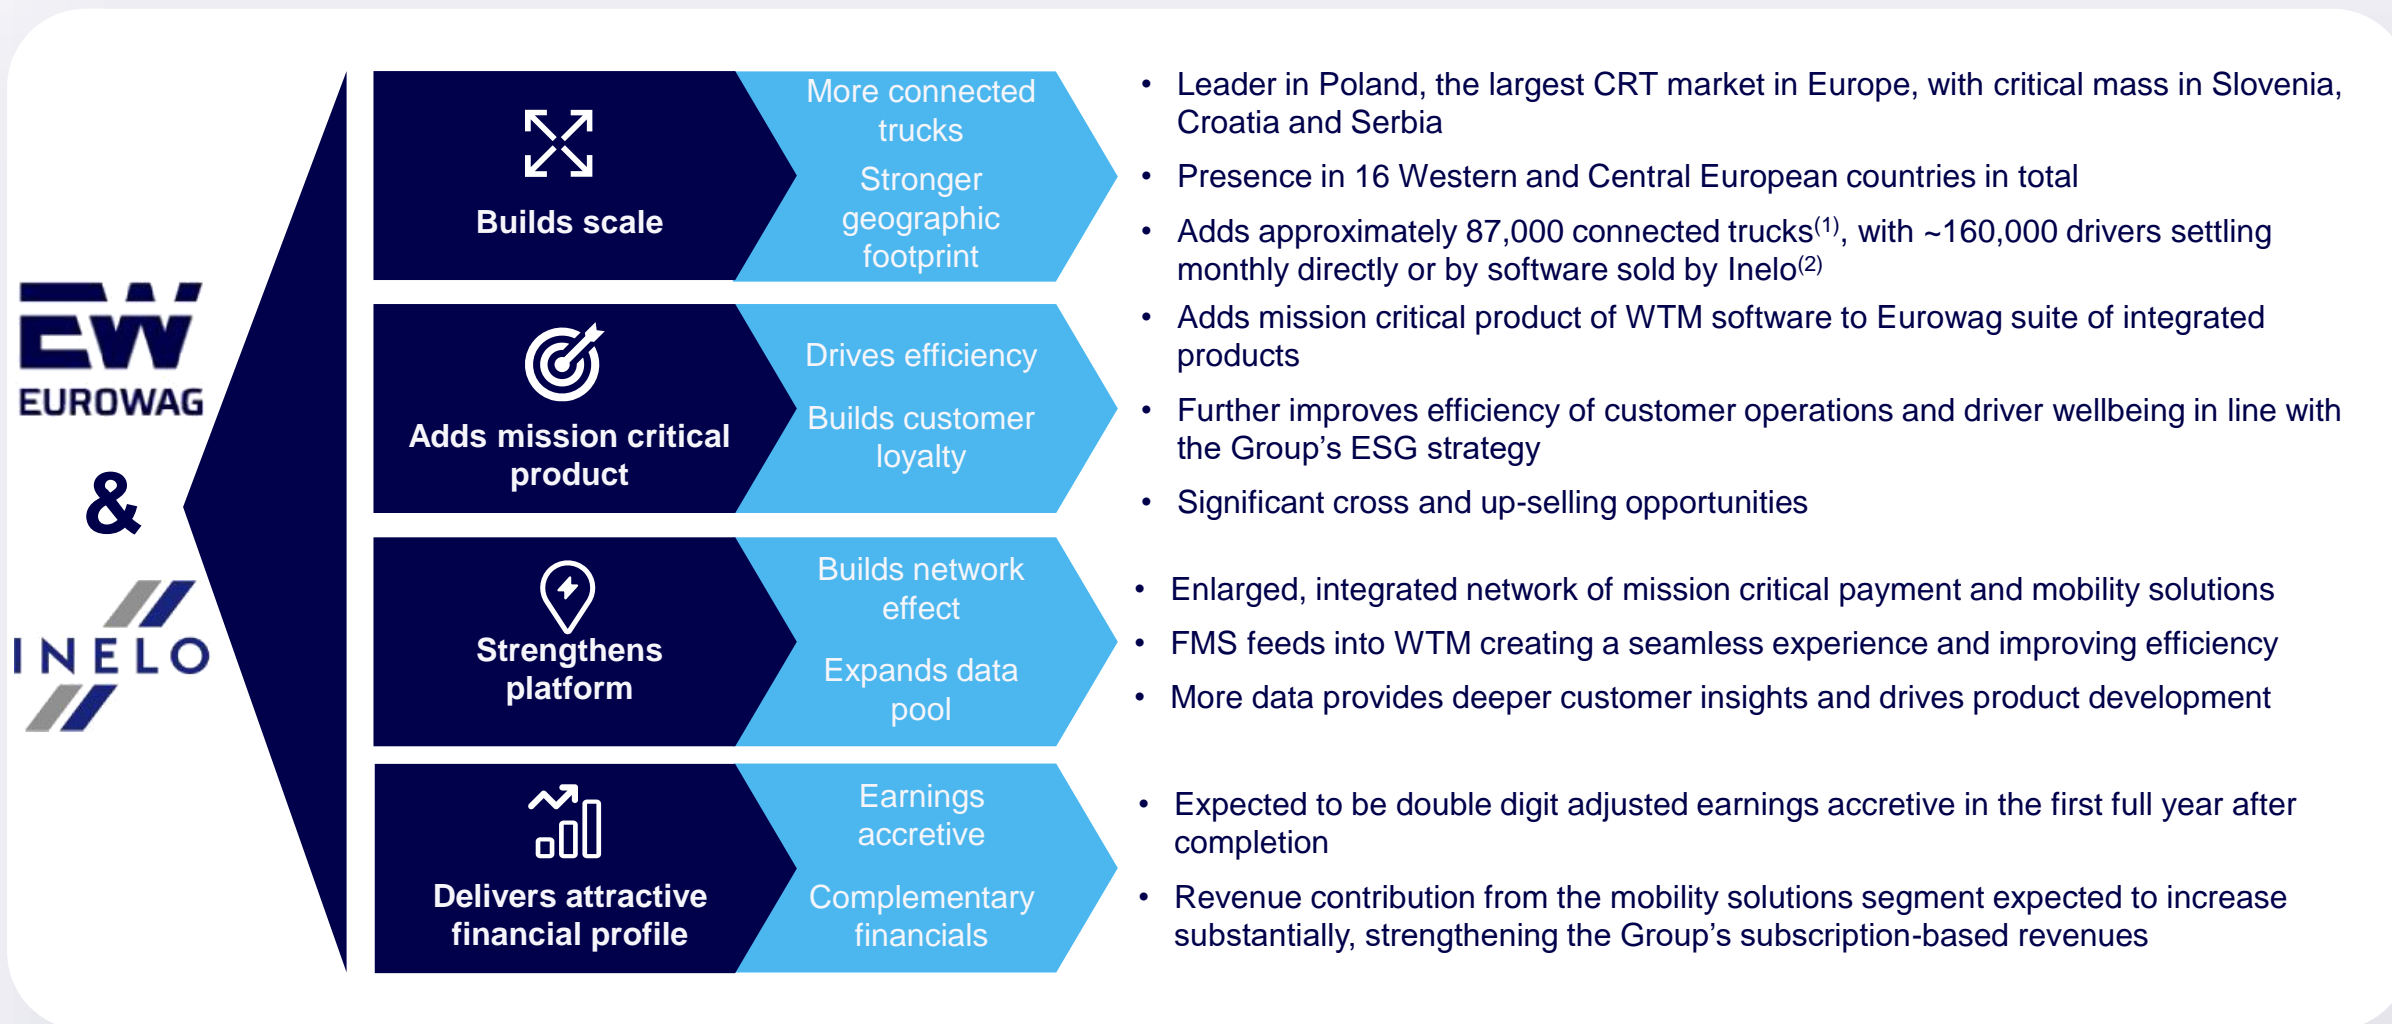 EW
EUROWAG
&
INELO
Builds scale
More connected
trucks
Stronger
geographic
footprint
• Leader in Poland, the largest CRT market in Europe, with critical mass in Slovenia,
Croatia and Serbia
• Presence in 16 Western and Central European countries in total
• Adds approximately 87,000 connected trucks(1), with ~160,000 drivers settling
monthly directly or by software sold by Inelo(2)
Adds mission critical
product
Drives efficiency
Builds customer
loyalty
• Adds mission critical product of WTM software to Eurowag suite of integrated
products
• Further improves efficiency of customer operations and driver wellbeing in line with
the Group’s ESG strategy
• Significant cross and up-selling opportunities
Strengthens
platform
Builds network
effect
Expands data
pool
• Enlarged, integrated network of mission critical payment and mobility solutions
• FMS feeds into WTM creating a seamless experience and improving efficiency
• More data provides deeper customer insights and drives product development
Delivers attractive
financial profile
Earnings
accretive
Complementary
financials
• Expected to be double digit adjusted earnings accretive in the first full year after
completion
• Revenue contribution from the mobility solutions segment expected to increase
substantially, strengthening the Group’s subscription-based revenues